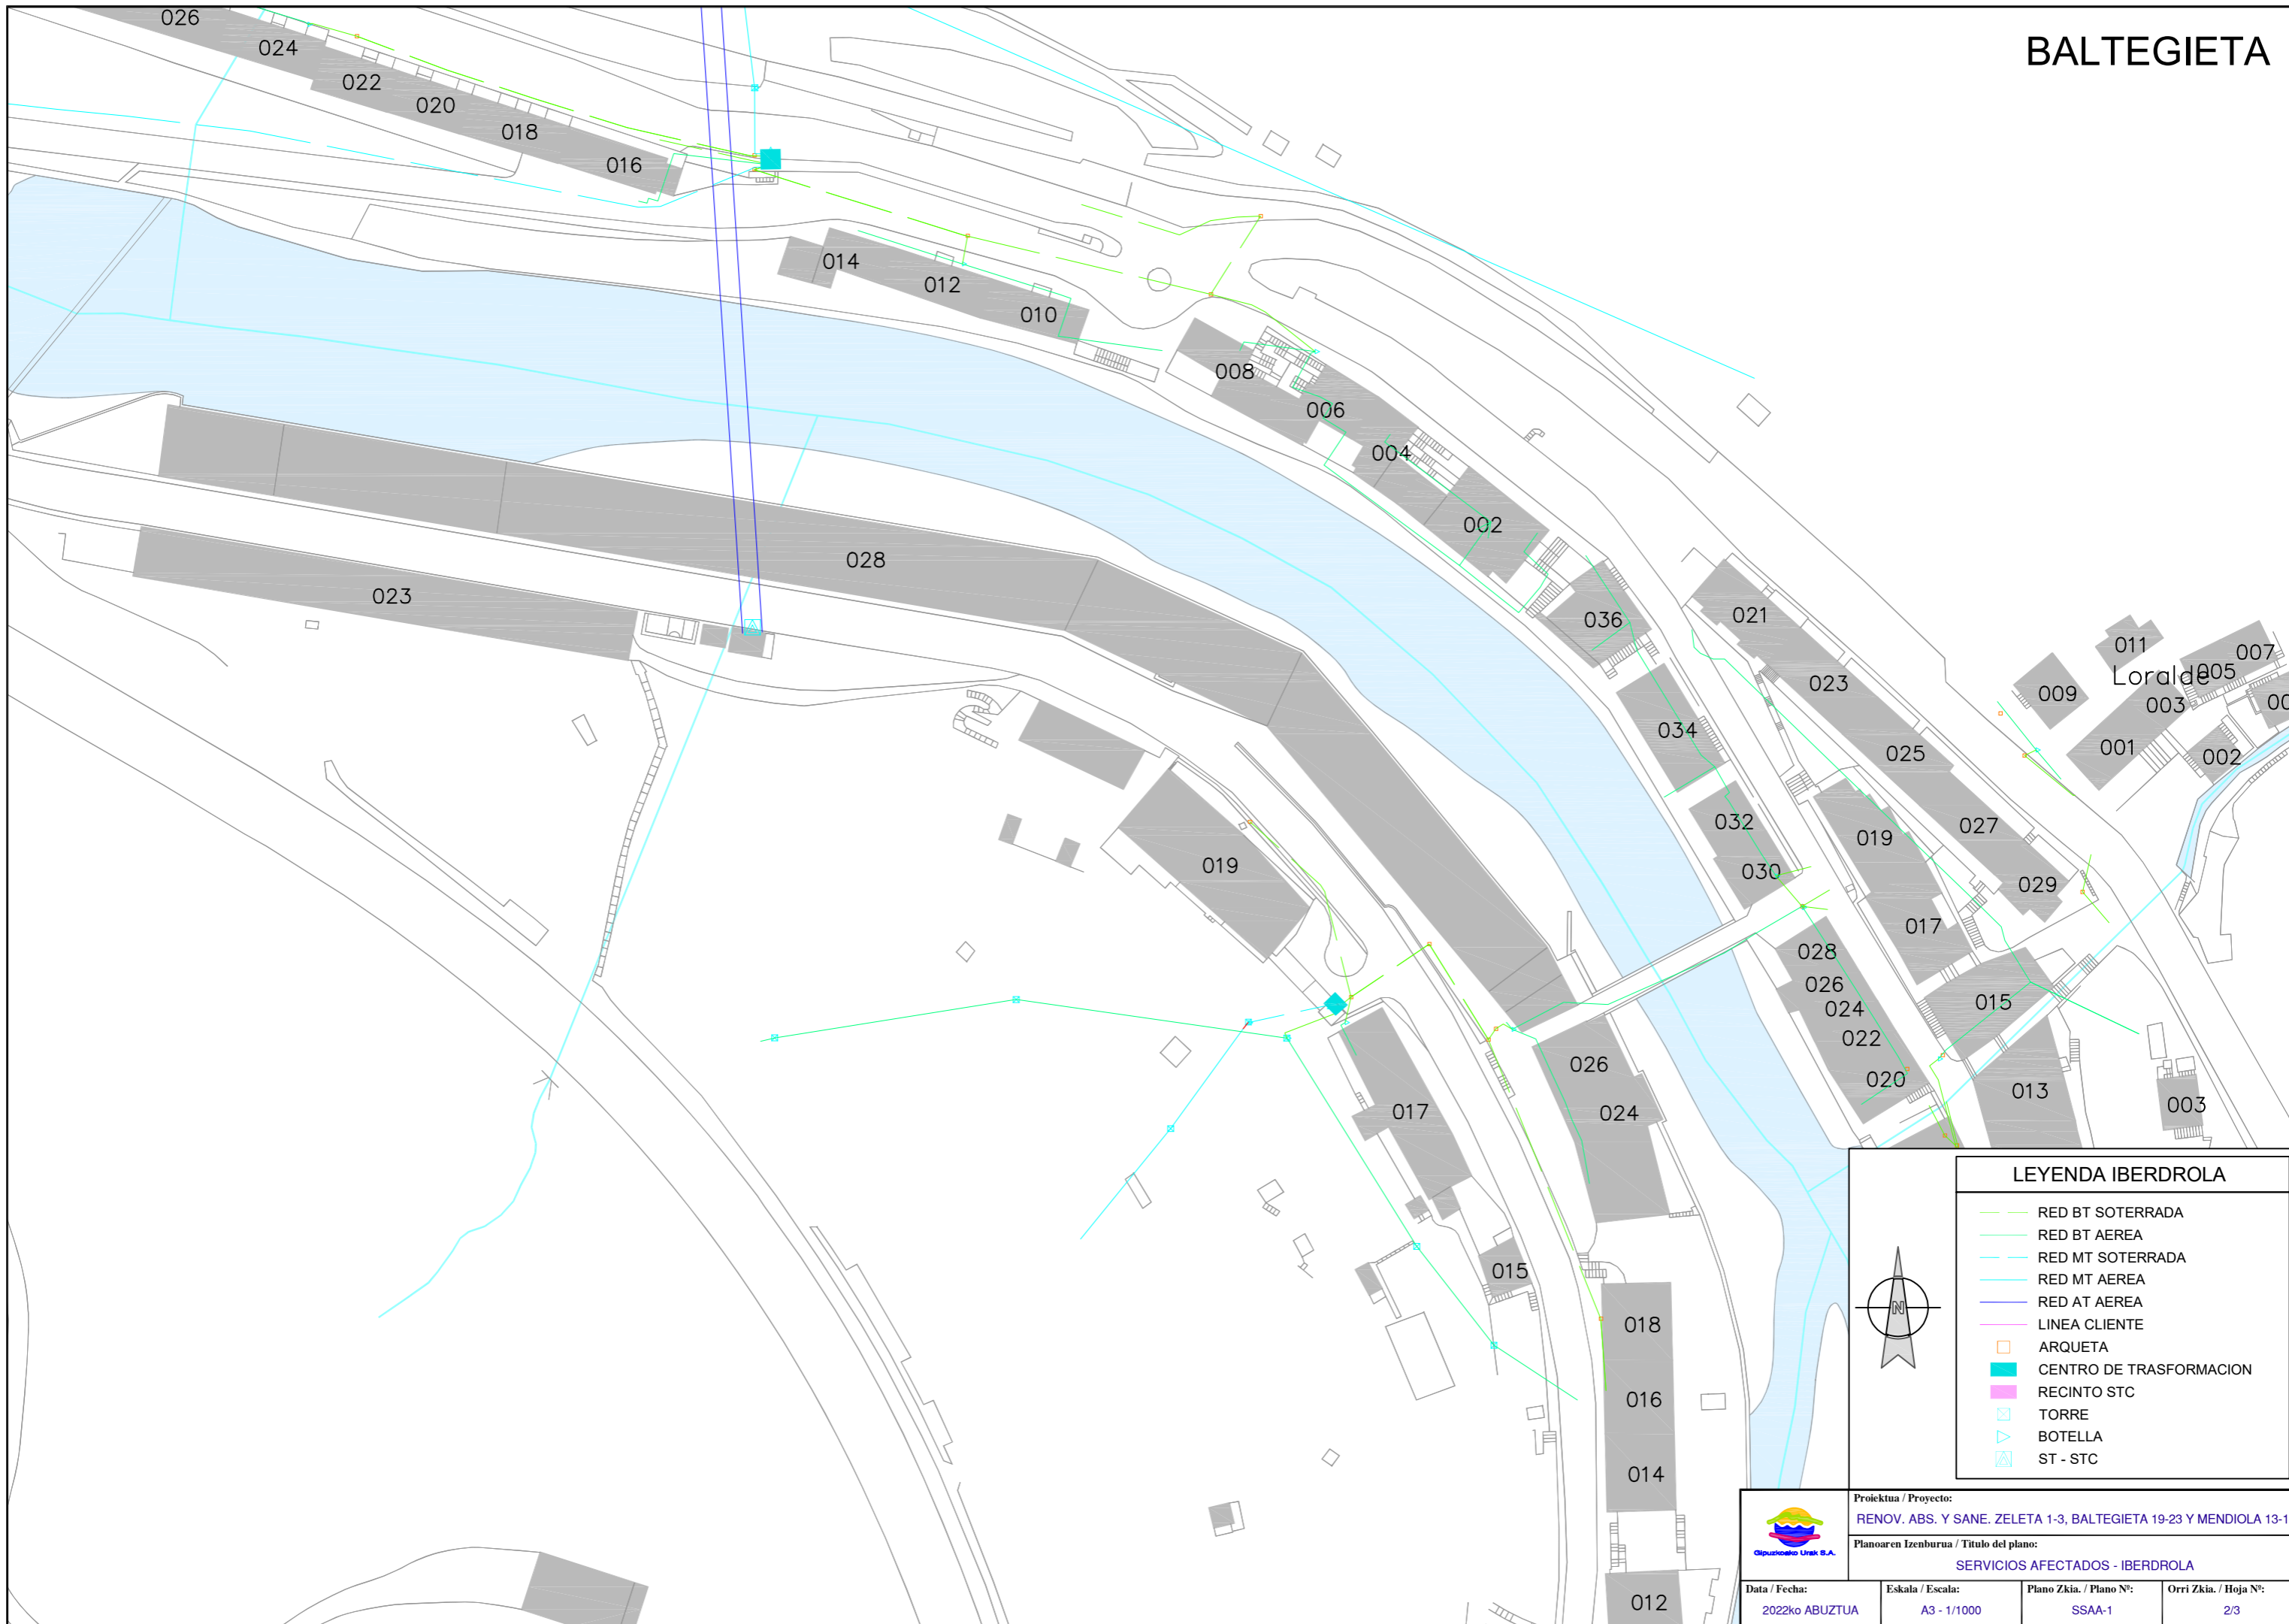 BALTEGIETA
026
024
022
020
018
016
014
012
010
008
006
004
002
028
023
036
034
032
030
021
023
025
027
029
011
Loralde
007
005
009
003
001
002
00
019
019
017
028
026
024
022
020
015
013
003
026
024
017
015
018
016
014
012
LEYENDA IBERDROLA
RED BT SOTERRADA
RED BT AEREA
RED MT SOTERRADA
RED MT AEREA
RED AT AEREA
LINEA CLIENTE
ARQUETA
CENTRO DE TRASFORMACION
RECINTO STC
TORRE
BOTELLA
ST - STC
N
Gipuzkoako Urak S.A.
Proiektua / Proyecto:
RENOV. ABS. Y SANE. ZELETA 1-3, BALTEGIETA 19-23 Y MENDIOLA 13-1
Planoaren Izenburua / Titulo del plano:
SERVICIOS AFECTADOS - IBERDROLA
Data / Fecha:
2022ko ABUZTUA
Eskala / Escala:
A3 - 1/1000
Plano Zkia. / Plano Nº:
SSAA-1
Orri Zkia. / Hoja Nº:
2/3